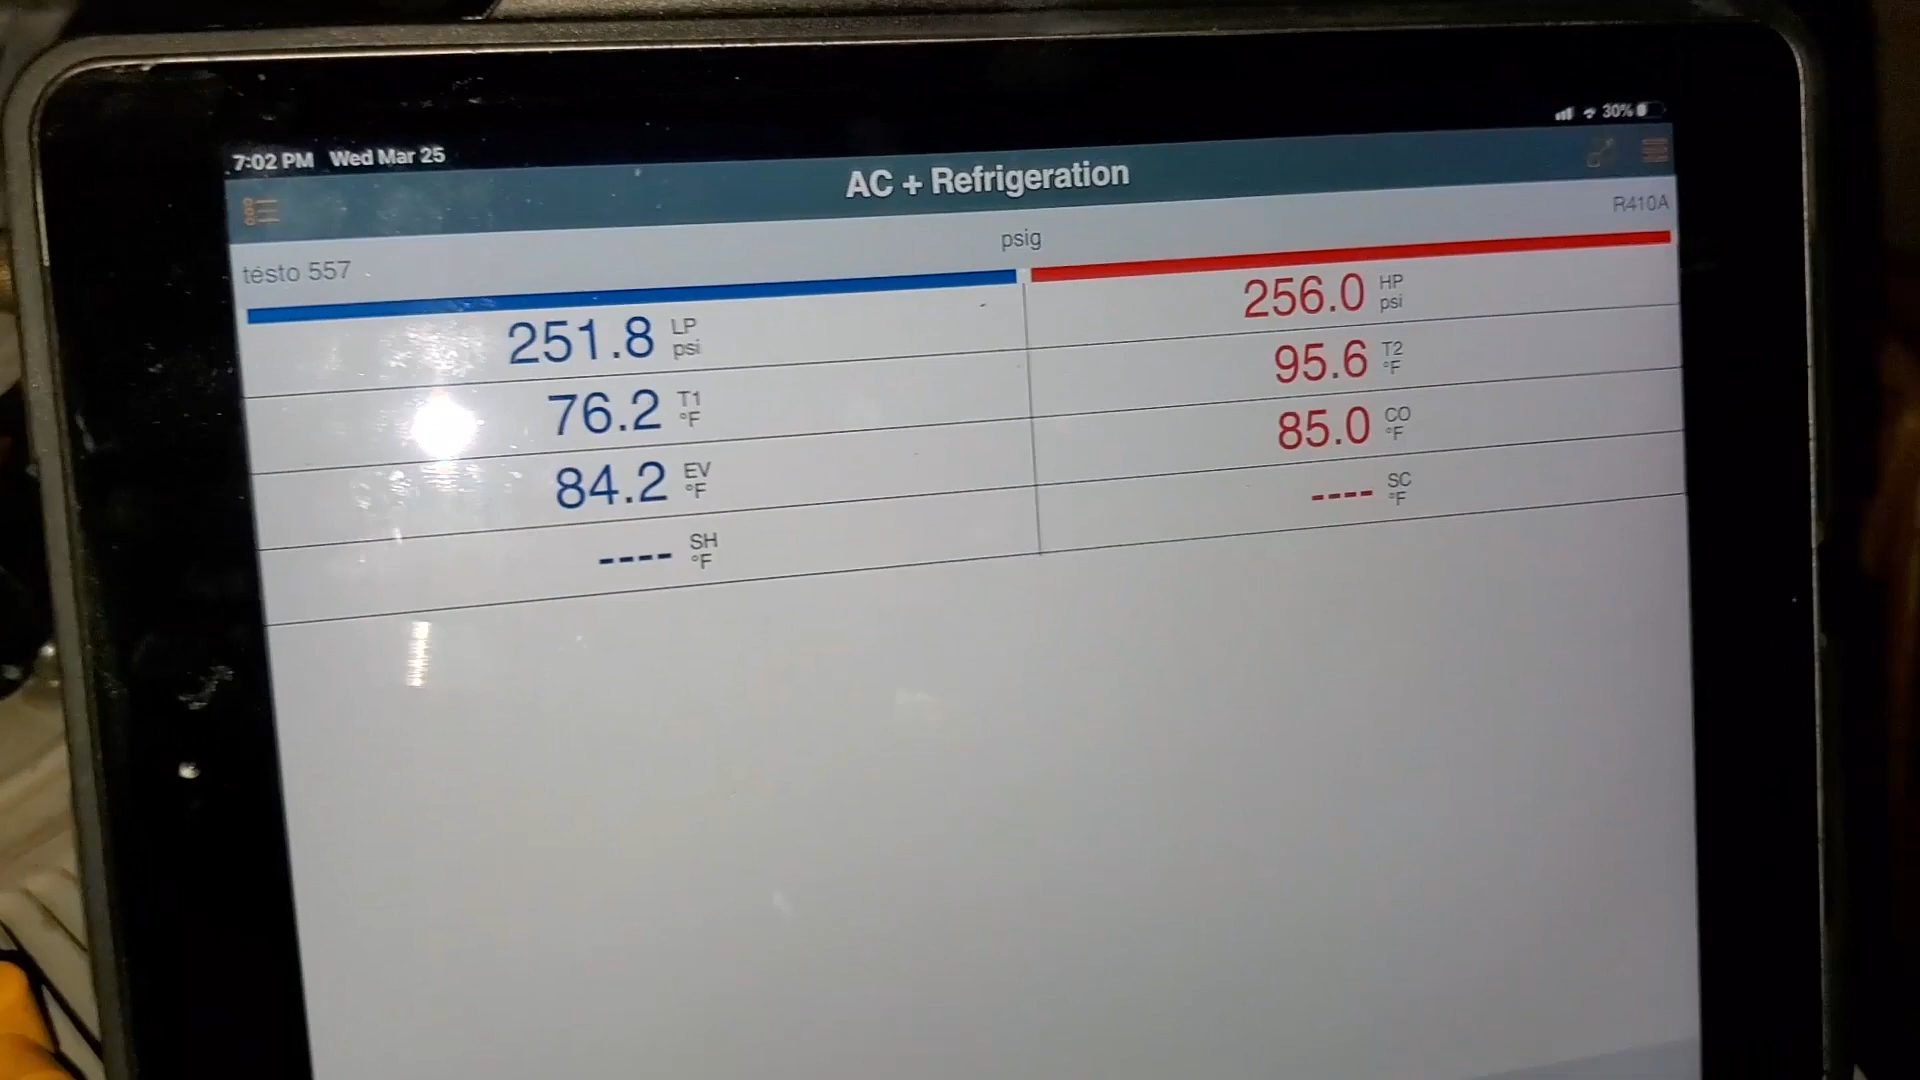 7:02 PM Wed Mar 25
30%
AC + Refrigeration
R410A
psig
testo 557
251.8 LP psi
256.0 HP psi
76.2 T1 °F
95.6 T2 °F
84.2 EV °F
85.0 CO °F
---- SH °F
---- SC °F